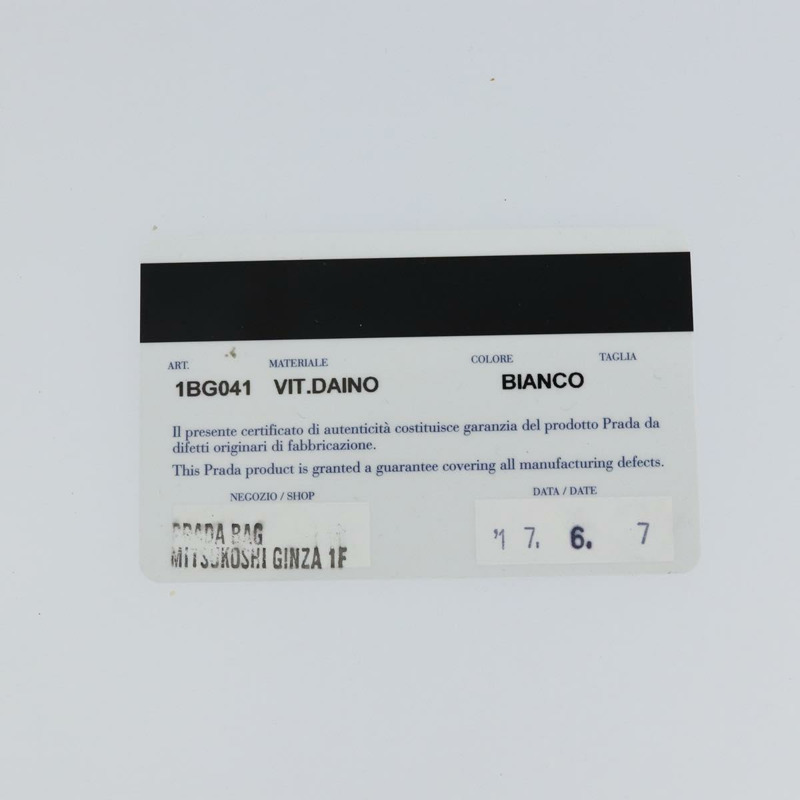 ART. MATERIALE COLORE TAGLIA
1BG041 VIT.DAINO BIANCO
Il presente certificato di autenticità costituisce garanzia del prodotto Prada da
difetti originari di fabbricazione.
This Prada product is granted a guarantee covering all manufacturing defects.
NEGOZIO / SHOP DATA / DATE
PRADA BAG
MITSUKOSHI GINZA 1F
'17. 6. 7